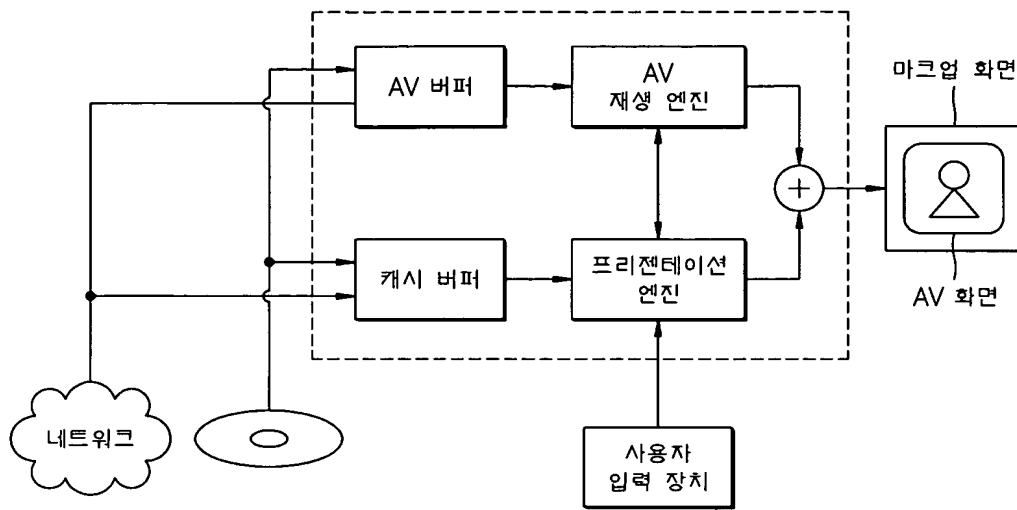 AV 버퍼
AV
재생 엔진
마크업 화면
캐시 버퍼
프리젠테이션
엔진
AV 화면
네트워크
사용자
입력 장치